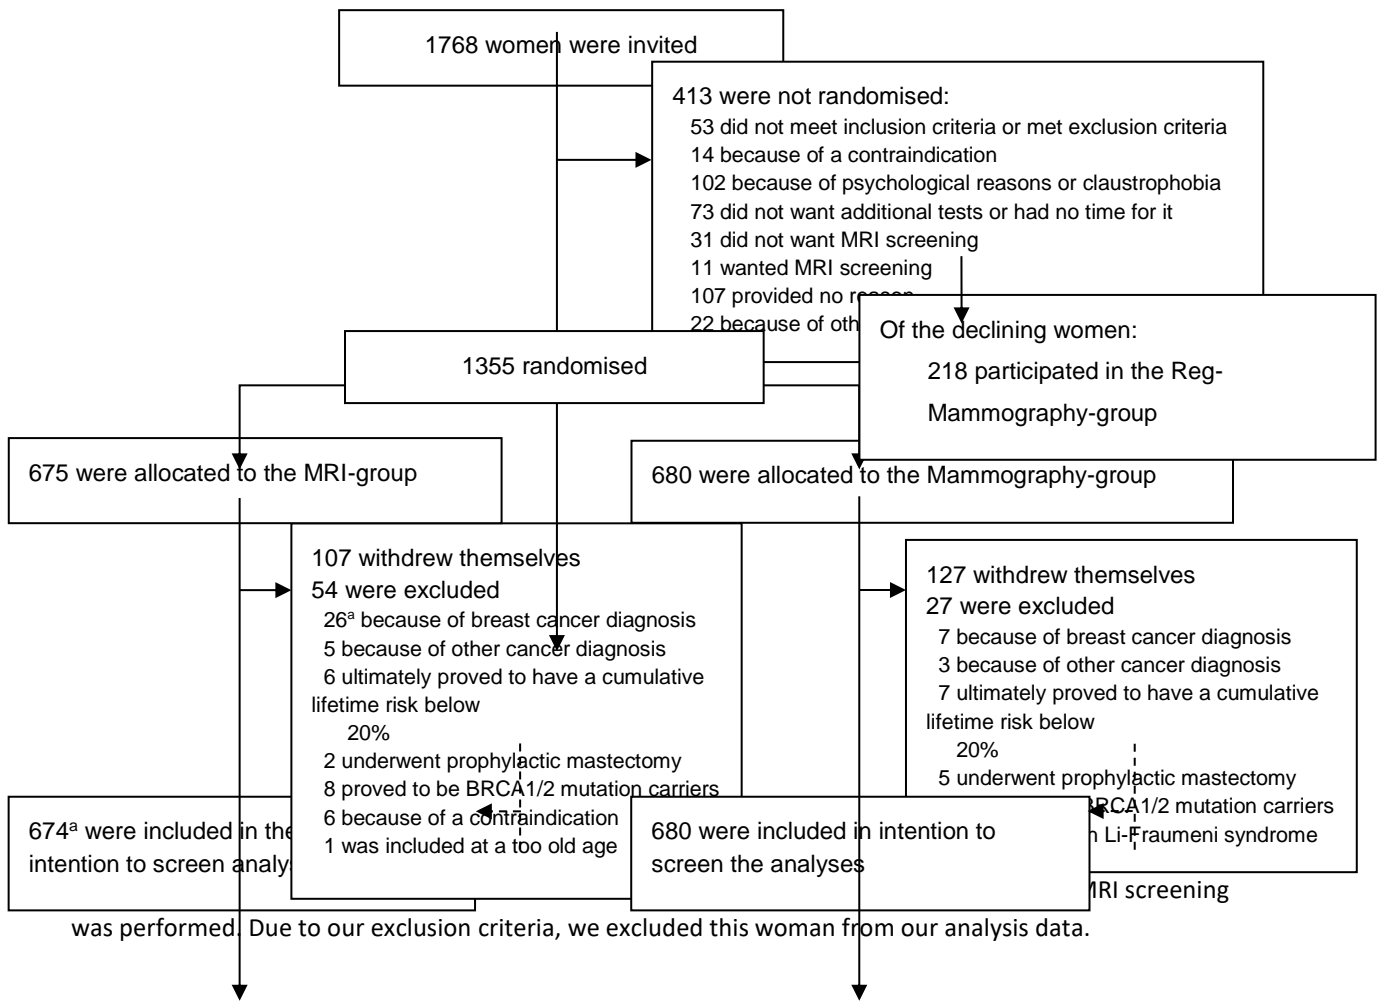 1768 women were invited
413 were not randomised:
53 did not meet inclusion criteria or met exclusion criteria
14 because of a contraindication
102 because of psychological reasons or claustrophobia
73 did not want additional tests or had no time for it
31 did not want MRI screening
11 wanted MRI screening
107 provided no reason
22 because of
Of the declining women:
218 participated in the Reg-
Mammography-group
1355 randomised
675 were allocated to the MRI-group
680 were allocated to the Mammography-group
107 withdrew themselves
54 were excluded
26ª because of breast cancer diagnosis
5 because of other cancer diagnosis
6 ultimately proved to have a cumulative
lifetime risk below
20%
2 underwent prophylactic mastectomy
8 proved to be BRCA1/2 mutation carriers
6 because of a contraindication
1 was included at a too old age
127 withdrew themselves
27 were excluded
7 because of breast cancer diagnosis
3 because of other cancer diagnosis
7 ultimately proved to have a cumulative
lifetime risk below
20%
5 underwent prophylactic mastectomy
BRCA1/2 mutation carriers
Li-Fraumeni syndrome
674ª were included in the
intention to screen
680 were included in intention to
screen the analyses
MRI screening
was performed. Due to our exclusion criteria, we excluded this woman from our analysis data.